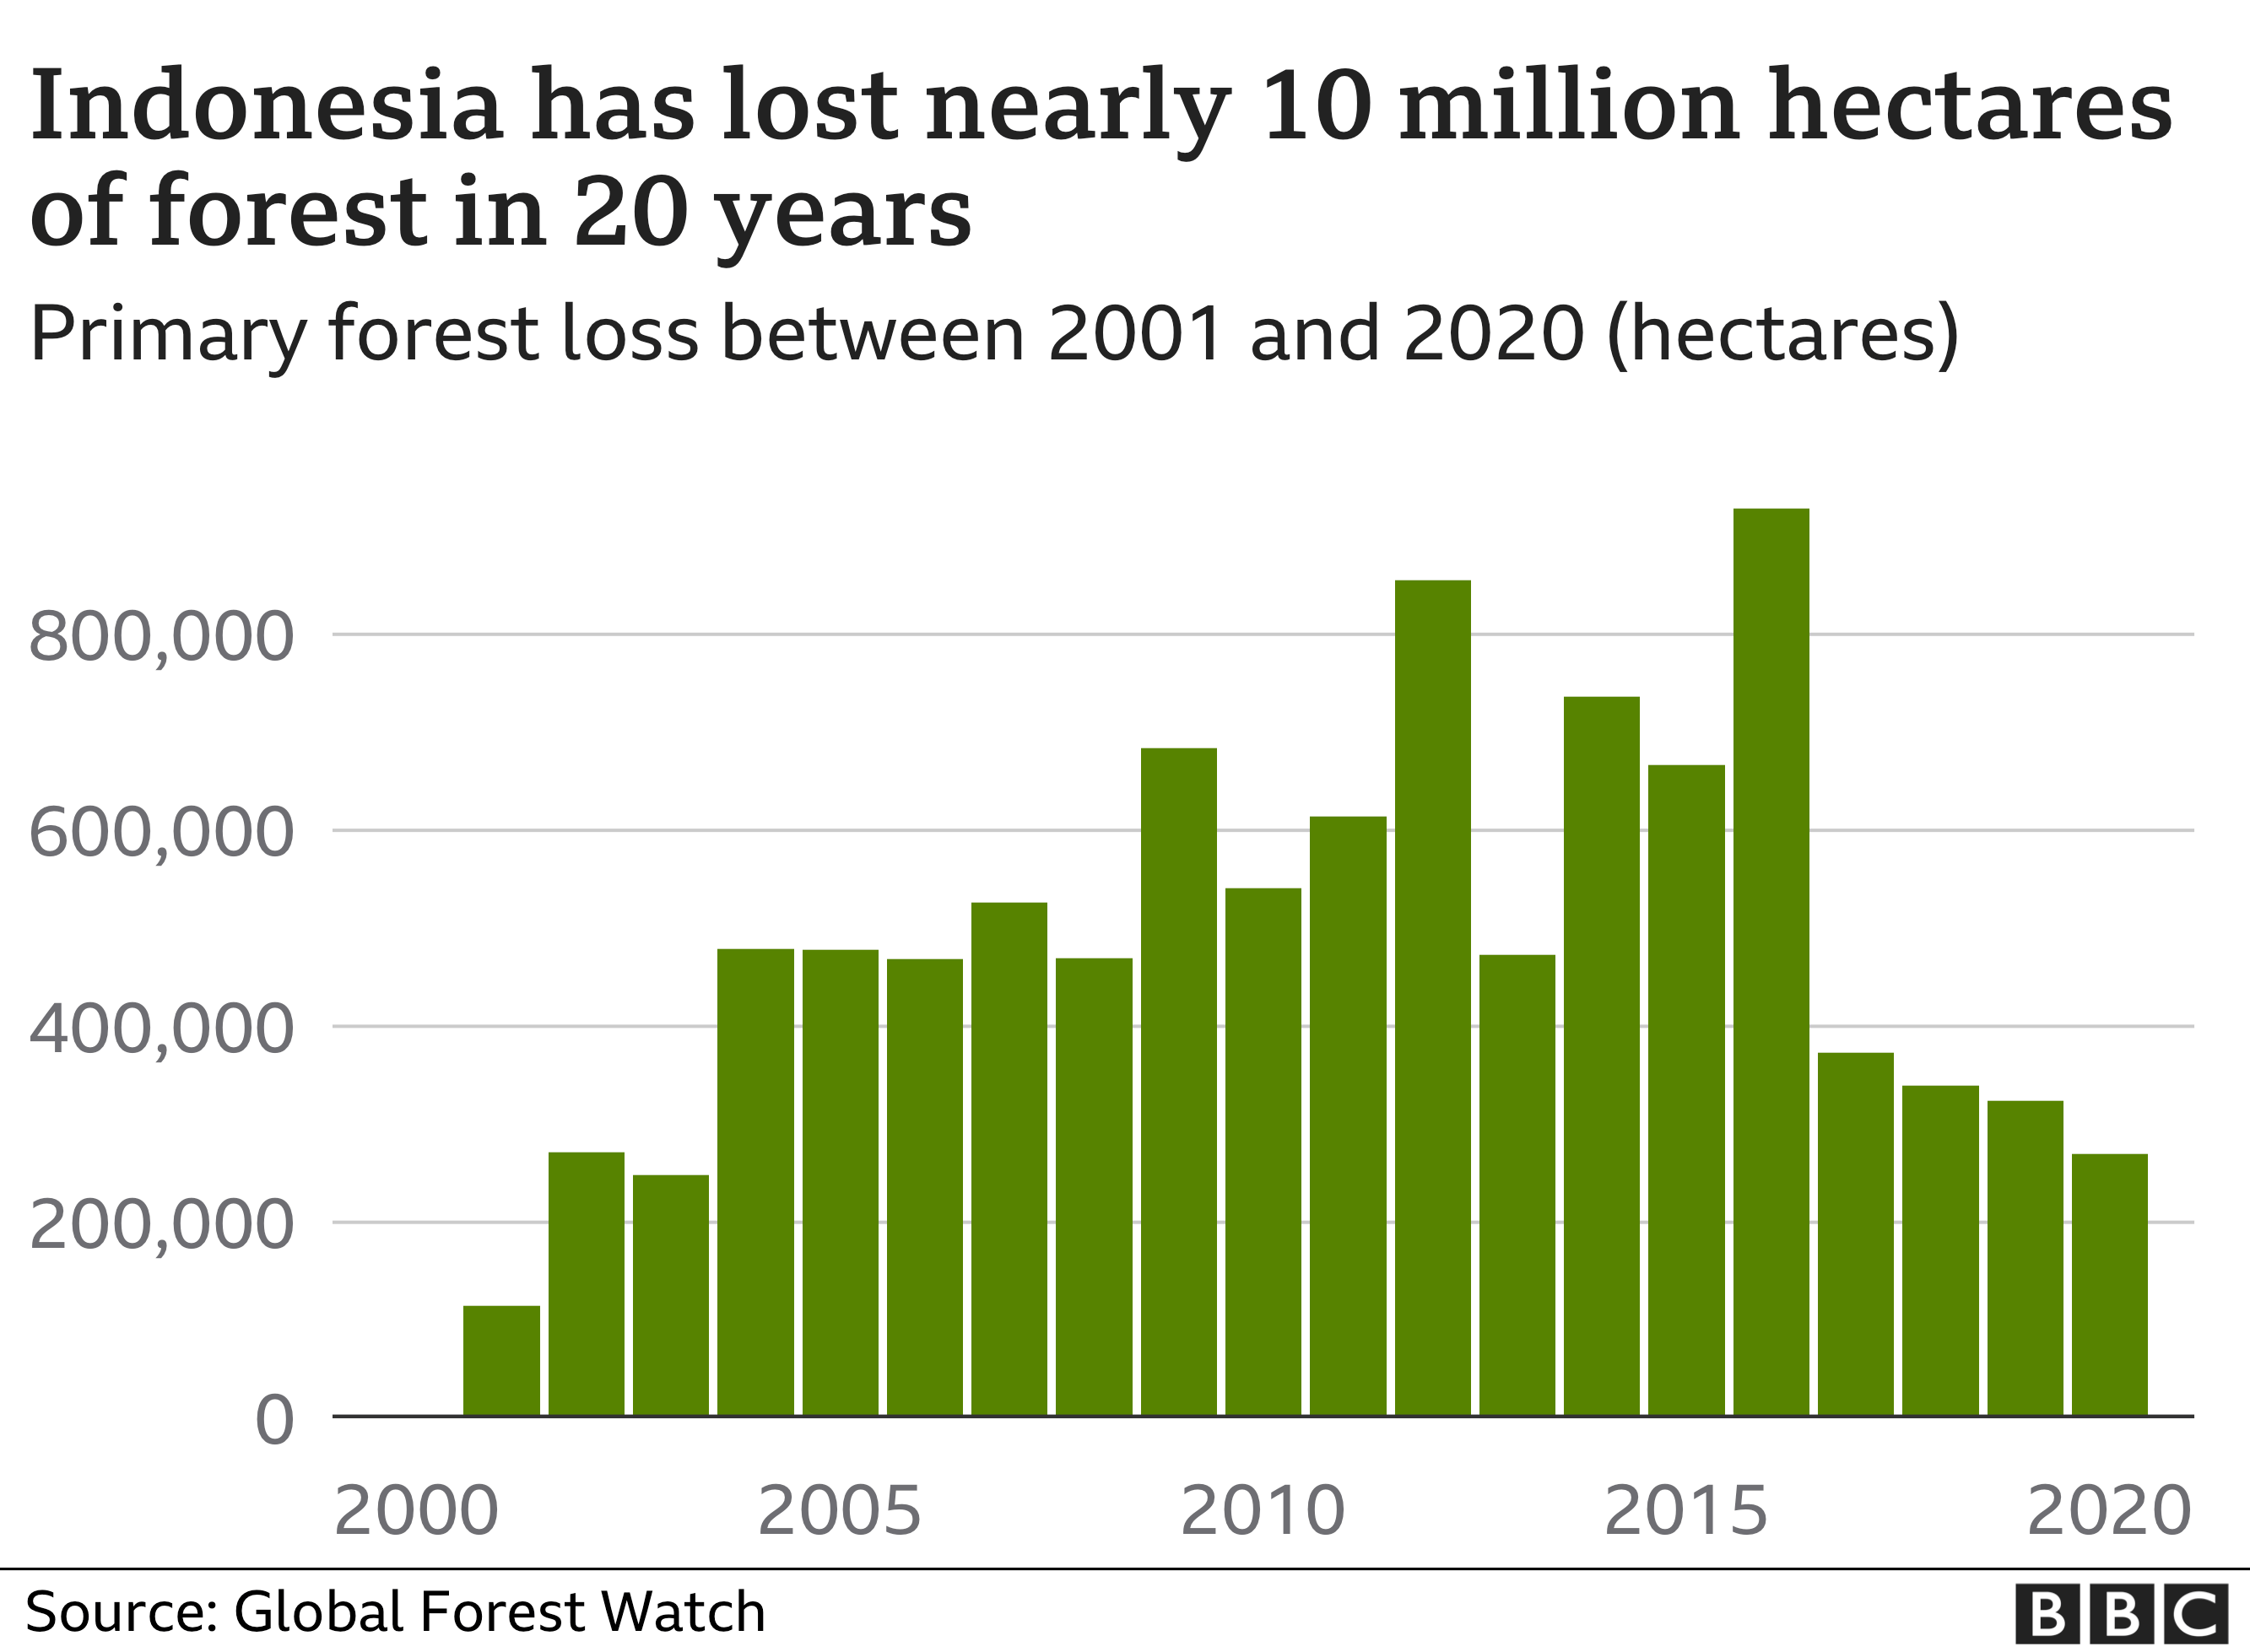 Indonesia has lost nearly 10 million hectares
of forest in 20 years
Primary forest loss between 2001 and 2020 (hectares)
800,000
600,000
400,000
200,000
0
2000 2005 2010 2015 2020
Source: Global Forest Watch
BBC